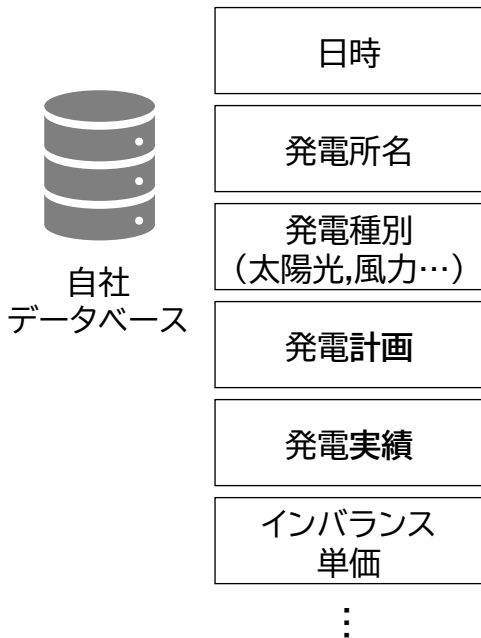 日時
発電所名
発電種別
（太陽光,風力…）
自社
データベース
発電計画
発電実績
インバランス
単価
⋮